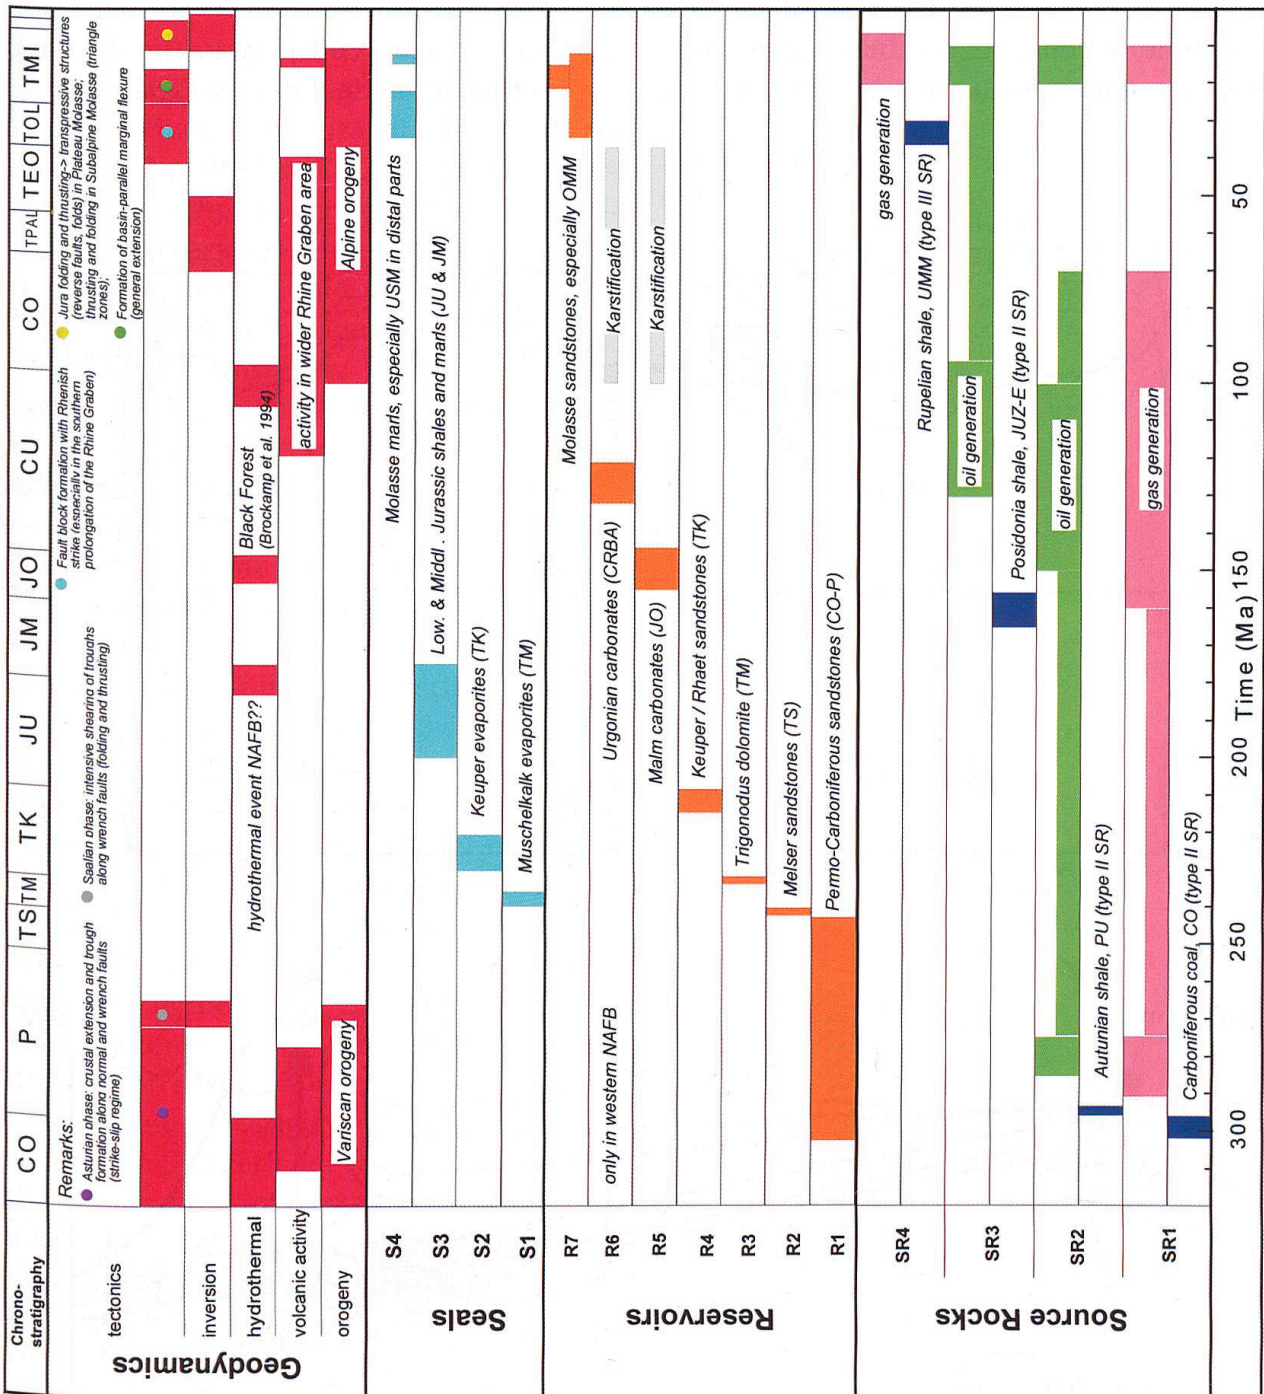 Chrono-
stratigraphy
CO
P
TS
TM
TK
JU
JM
JO
CU
CO
TPAL
TEO
TOL
TMI
Geodynamics
tectonics
Remarks:
Asturian phase: crustal extension and trough
formation along normal and wrench faults
(strike-slip regime)
Saalian phase: intensive shearing of troughs
along wrench faults (folding and thrusting)
Fault block formation with Rhenish
strike (especially in the southern
prolongation of the Rhine Graben)
Jura folding and thrusting-> transpressive structures
(reverse faults, folds) in Plateau Molasse;
thrusting and folding in Subalpine Molasse (triangle
zones);
Formation of basin-parallel marginal flexure
(general extension)
inversion
hydrothermal
hydrothermal event NAFB??
Black Forest
(Brockamp et al. 1994)
volcanic activity
activity in wider Rhine Graben area
orogeny
Variscan orogeny
Alpine orogeny
Seals
S4
Molasse marls, especially USM in distal parts
S3
Low. & Middl . Jurassic shales and marls (JU & JM)
S2
Keuper evaporites (TK)
S1
Muschelkalk evaporites (TM)
Reservoirs
R7
Molasse sandstones, especially OMM
R6
only in western NAFB
Urgonian carbonates (CRBA)
Karstification
R5
Malm carbonates (JO)
Karstification
R4
Keuper / Rhaet sandstones (TK)
R3
Trigonodus dolomite (TM)
R2
Melser sandstones (TS)
R1
Permo-Carboniferous sandstones (CO-P)
Source Rocks
SR4
gas generation
Rupelian shale, UMM (type III SR)
SR3
oil generation
Posidonia shale, JUZ-E (type II SR)
SR2
oil generation
Autunian shale, PU (type II SR)
SR1
gas generation
Carboniferous coal, CO (type II SR)
300
250
200
Time (Ma)
150
100
50